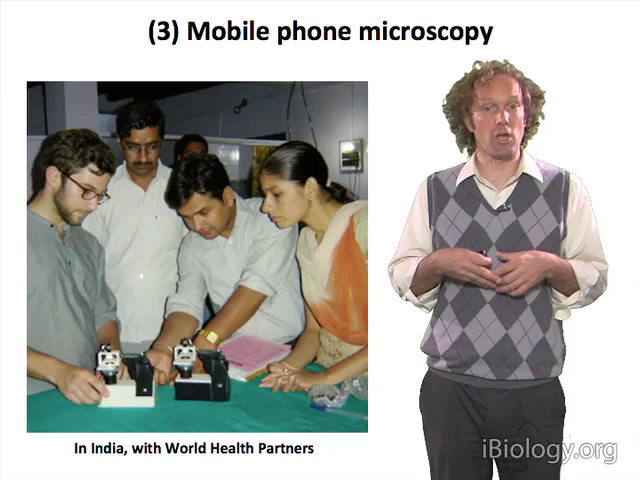 (3) Mobile phone microscopy
In India, with World Health Partners
iBiology.org